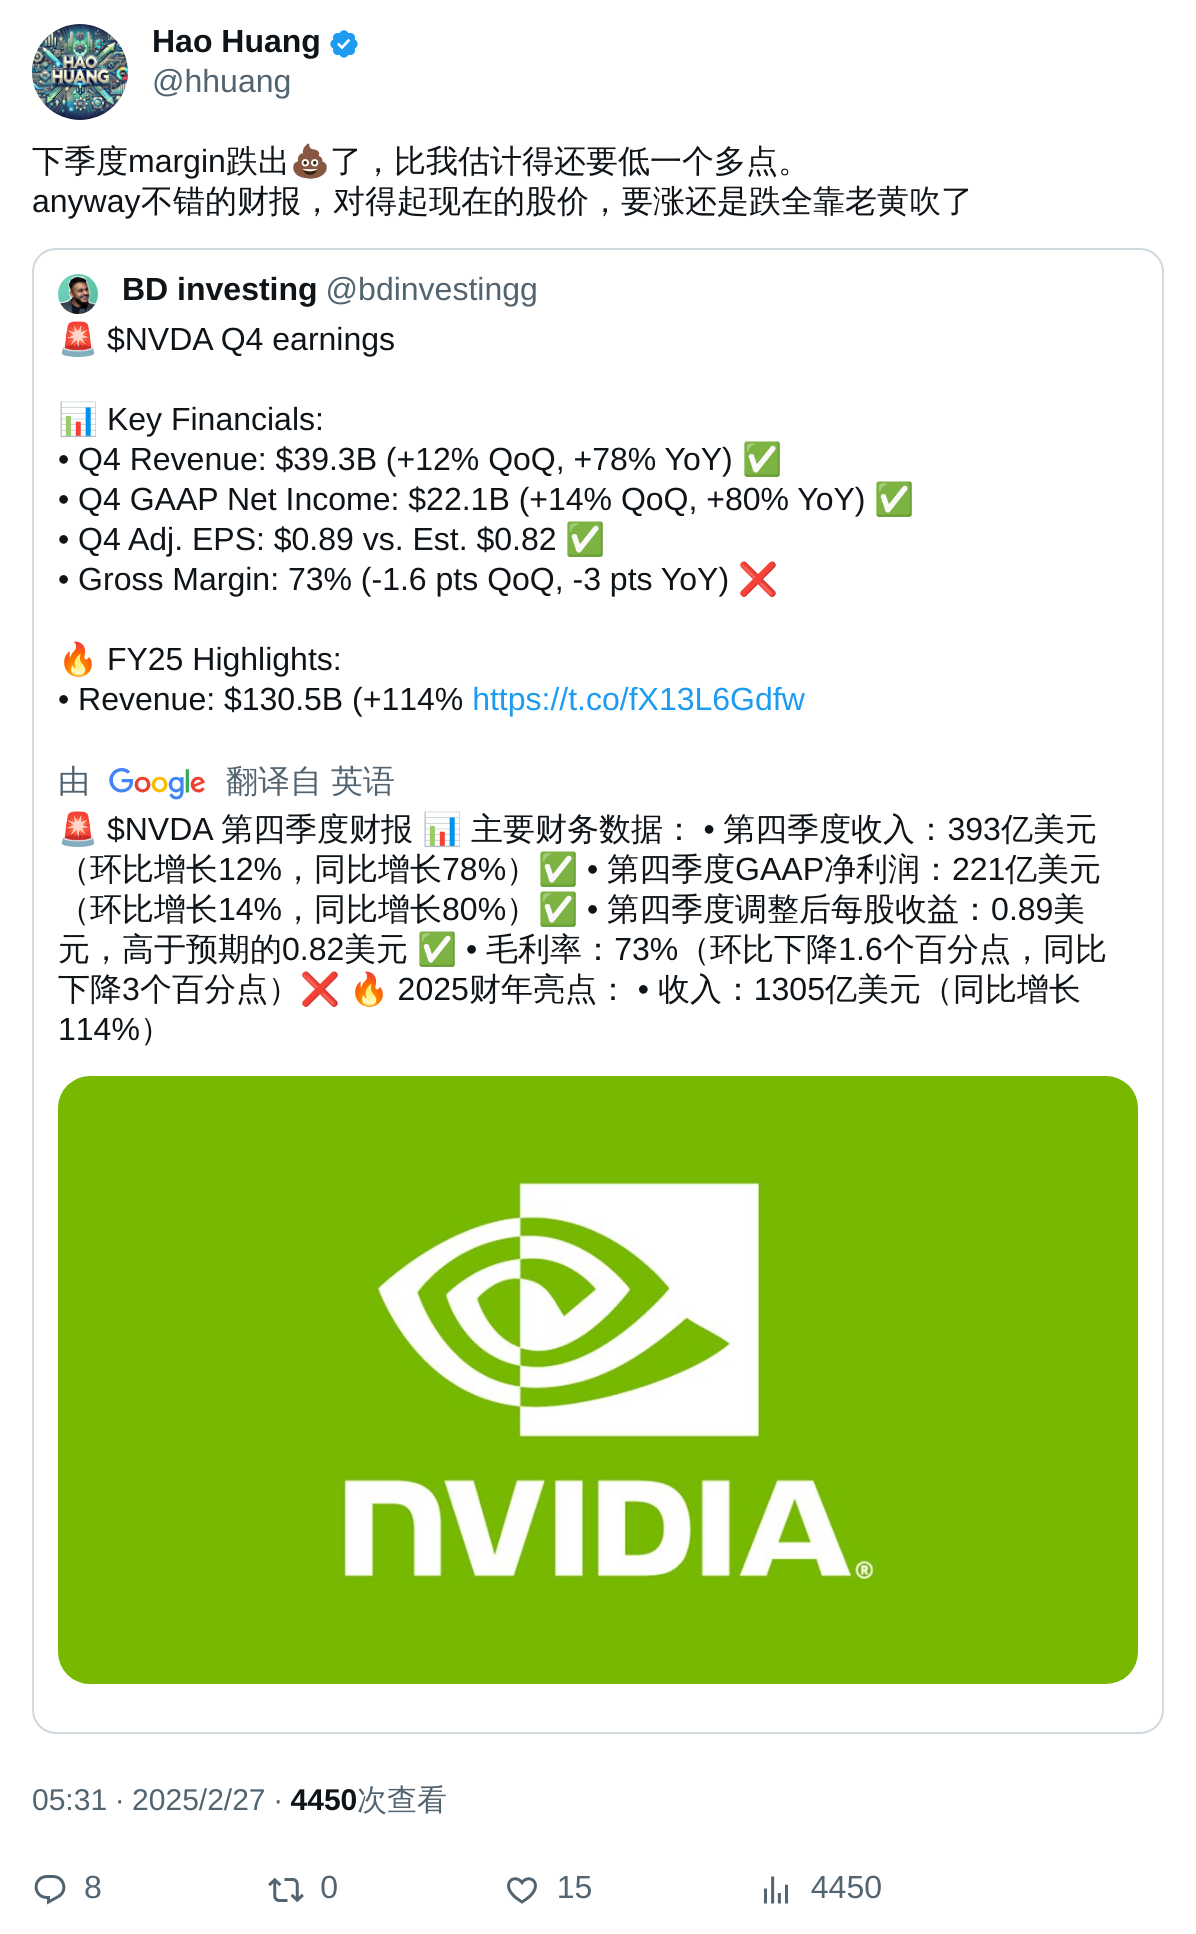 HAO
HUANG
Hao Huang
@hhuang
下季度margin跌出💩了，比我估计得还要低一个多点。
anyway不错的财报，对得起现在的股价，要涨还是跌全靠老黄吹了
BD investing @bdinvestingg
🚨 $NVDA Q4 earnings
📊 Key Financials:
• Q4 Revenue: $39.3B (+12% QoQ, +78% YoY) ✅
• Q4 GAAP Net Income: $22.1B (+14% QoQ, +80% YoY) ✅
• Q4 Adj. EPS: $0.89 vs. Est. $0.82 ✅
• Gross Margin: 73% (-1.6 pts QoQ, -3 pts YoY) ❌
🔥 FY25 Highlights:
• Revenue: $130.5B (+114% https://t.co/fX13L6Gdfw
由 Google 翻译自 英语
🚨 $NVDA 第四季度财报 📊 主要财务数据： • 第四季度收入：393亿美元
（环比增长12%，同比增长78%）✅ • 第四季度GAAP净利润：221亿美元
（环比增长14%，同比增长80%）✅ • 第四季度调整后每股收益：0.89美
元，高于预期的0.82美元 ✅ • 毛利率：73%（环比下降1.6个百分点，同比
下降3个百分点）❌ 🔥 2025财年亮点： • 收入：1305亿美元（同比增长
114%）
NVIDIA®
05:31 · 2025/2/27 · 4450次查看
8 0 15 4450